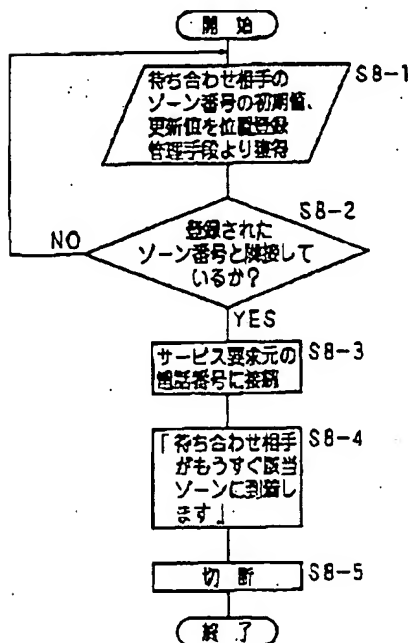 開始
待ち合わせ相手の
ゾーン番号の初期値、
更新値を位置登録
管理手段より獲得
S8-1
S8-2
登録された
ゾーン番号と隣接して
いるか?
NO
YES
サービス要求元の
電話番号に接続
S8-3
「待ち合わせ相手
がもうすぐ該当
ゾーンに到着し
ます」
S8-4
切断
S8-5
終了